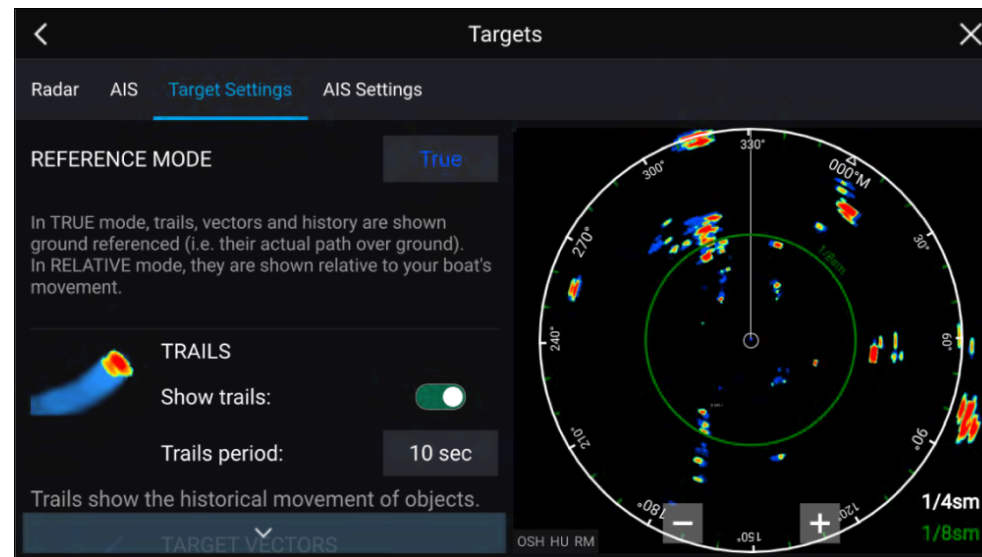 Targets
Radar AIS Target Settings AIS Settings
REFERENCE MODE True
In TRUE mode, trails, vectors and history are shown
ground referenced (i.e. their actual path over ground).
In RELATIVE mode, they are shown relative to your boat's
movement.
TRAILS
Show trails:
Trails period: 10 sec
Trails show the historical movement of objects.
TARGET VECTORS
330°
000°M
30°
60°
90°
120°
150°
180°
210°
240°
270°
300°
1/8sm
1/4sm
1/8sm
OSH HU RM